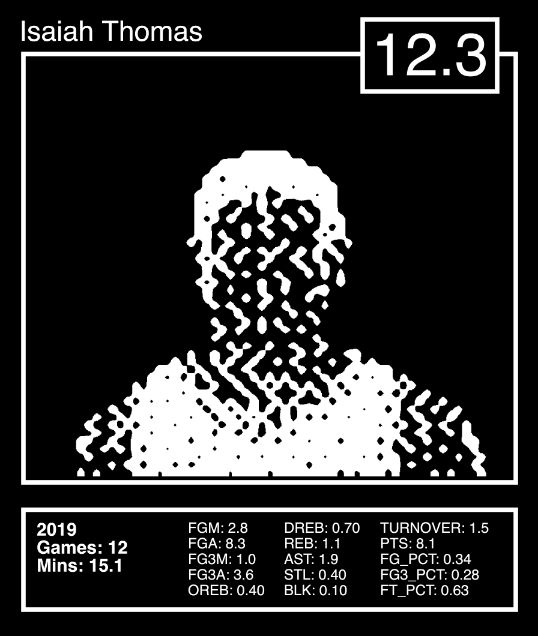 Isaiah Thomas
12.3
2019
Games: 12
Mins: 15.1
FGM: 2.8
FGA: 8.3
FG3M: 1.0
FG3A: 3.6
OREB: 0.40
DREB: 0.70
REB: 1.1
AST: 1.9
STL: 0.40
BLK: 0.10
TURNOVER: 1.5
PTS: 8.1
FG_PCT: 0.34
FG3_PCT: 0.28
FT_PCT: 0.63